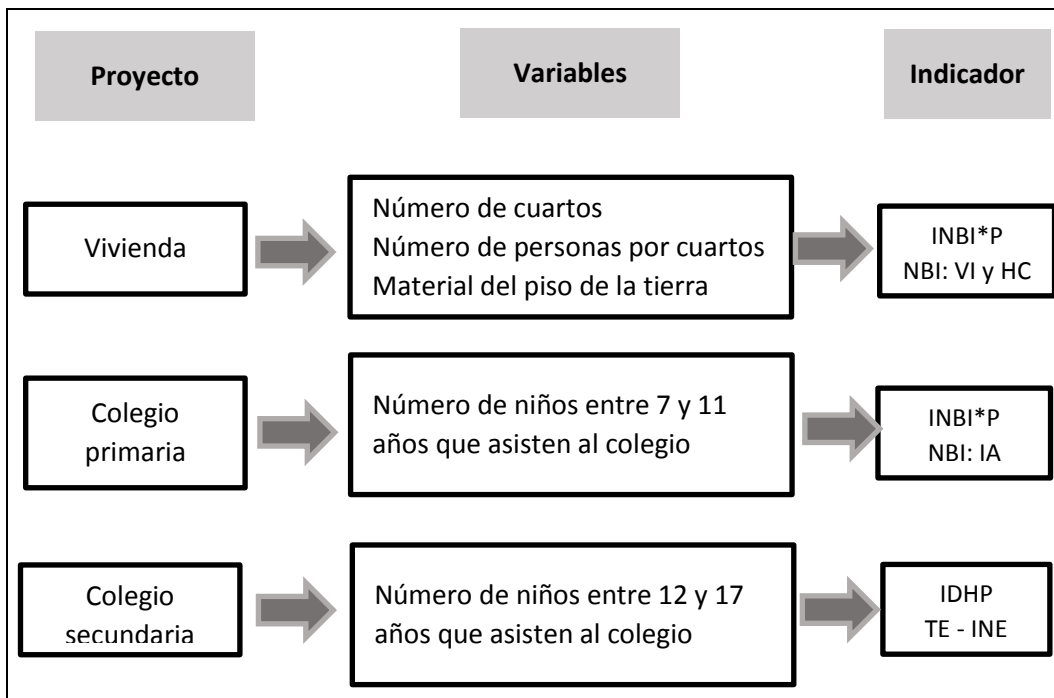 Proyecto
Variables
Indicador
Vivienda
Número de cuartos
Número de personas por cuartos
Material del piso de la tierra
INBI*P
NBI: VI y HC
Colegio
primaria
Número de niños entre 7 y 11
años que asisten al colegio
INBI*P
NBI: IA
Colegio
secundaria
Número de niños entre 12 y 17
años que asisten al colegio
IDHP
TE - INE